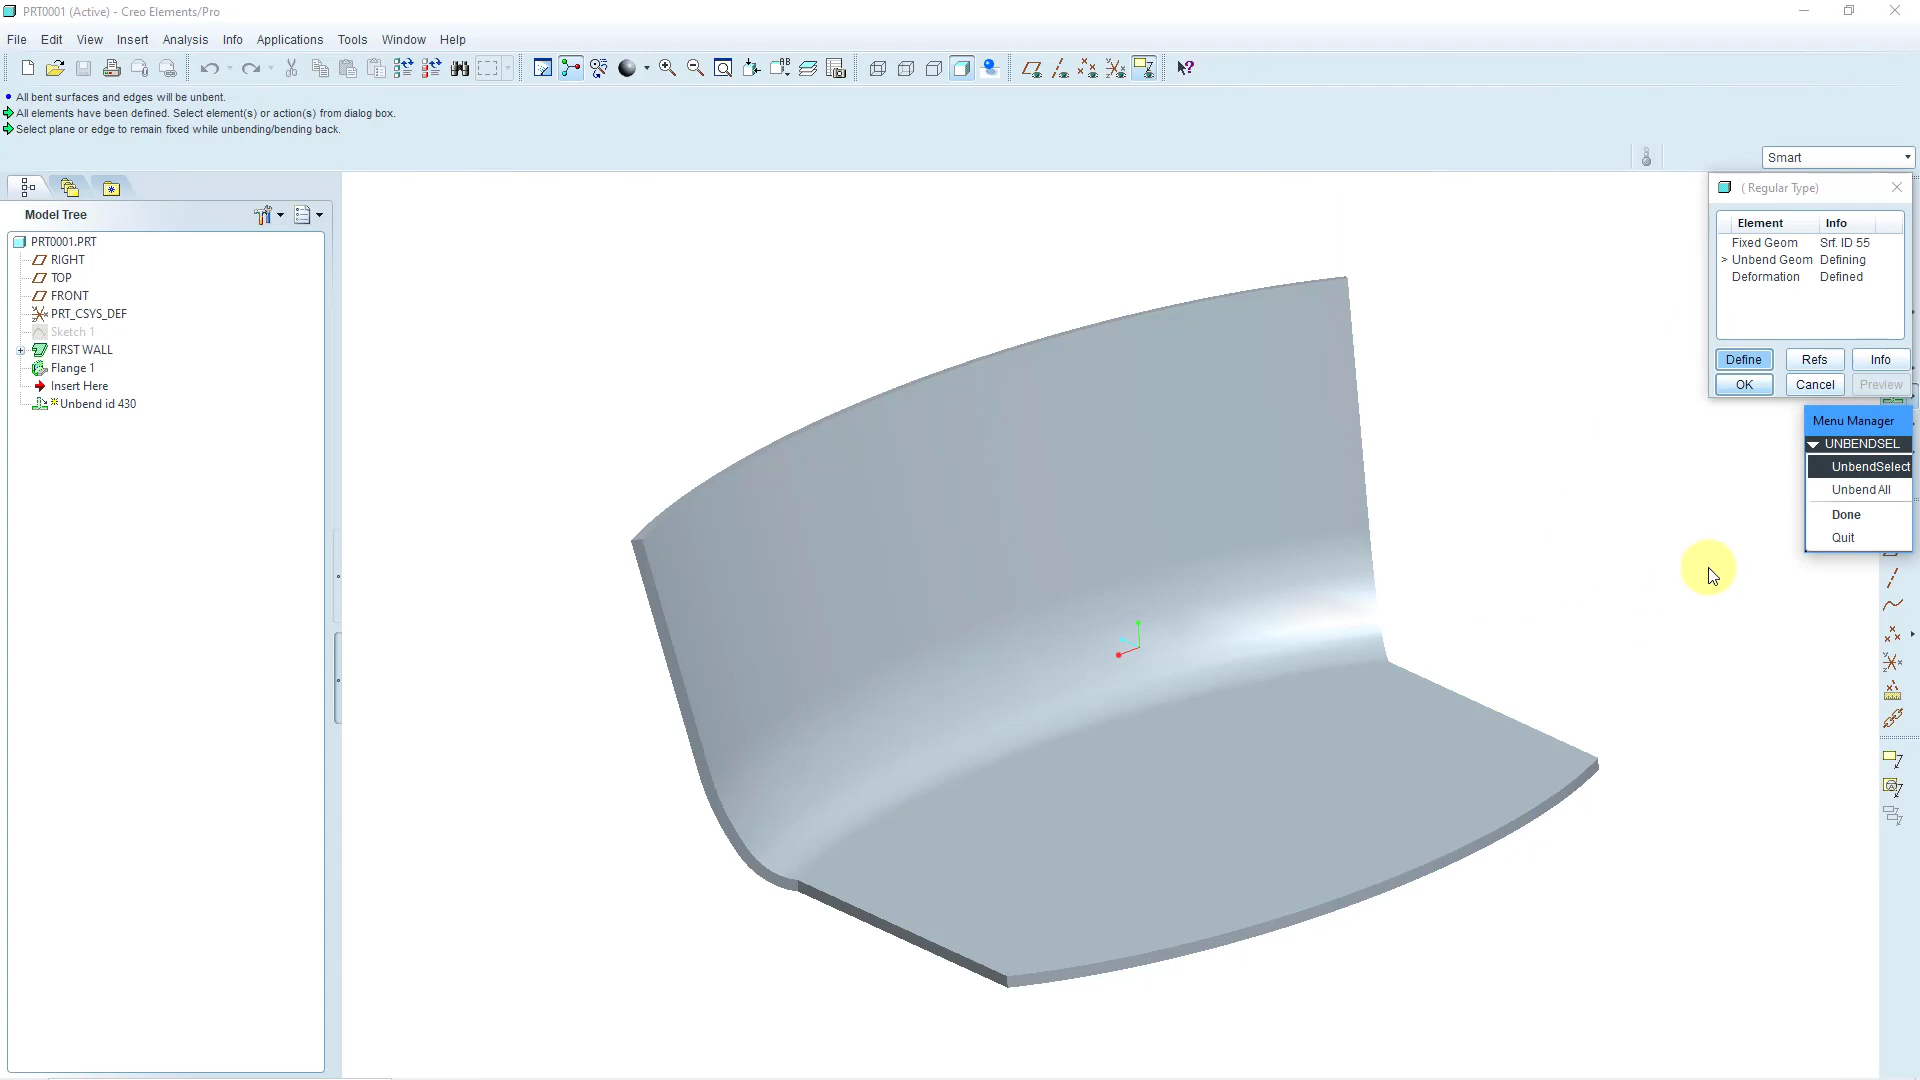 PRT0001 (Active) - Creo Elements/Pro
File Edit View Insert Analysis Info Applications Tools Window Help
All bent surfaces and edges will be unbent.
All elements have been defined. Select element(s) or action(s) from dialog box.
Select plane or edge to remain fixed while unbending/bending back.
Smart
Model Tree
PRT0001.PRT
RIGHT
TOP
FRONT
PRT_CSYS_DEF
Sketch 1
FIRST WALL
Flange 1
Insert Here
Unbend id 430
( Regular Type)
Element Info
Fixed Geom Srf. ID 55
> Unbend Geom Defining
Deformation Defined
Define Refs Info
OK Cancel Preview
Menu Manager
UNBENDSEL
UnbendSelect
Unbend All
Done
Quit